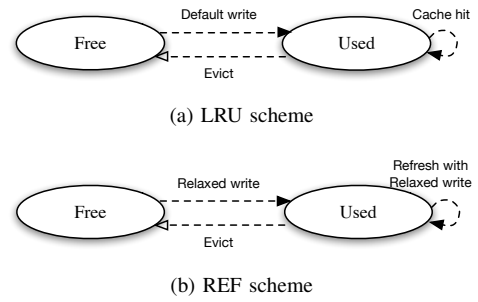 Default write
Cache hit
Free
Used
Evict
(a) LRU scheme
Refresh with
Relaxed write
Relaxed write
Free
Used
Evict
(b) REF scheme